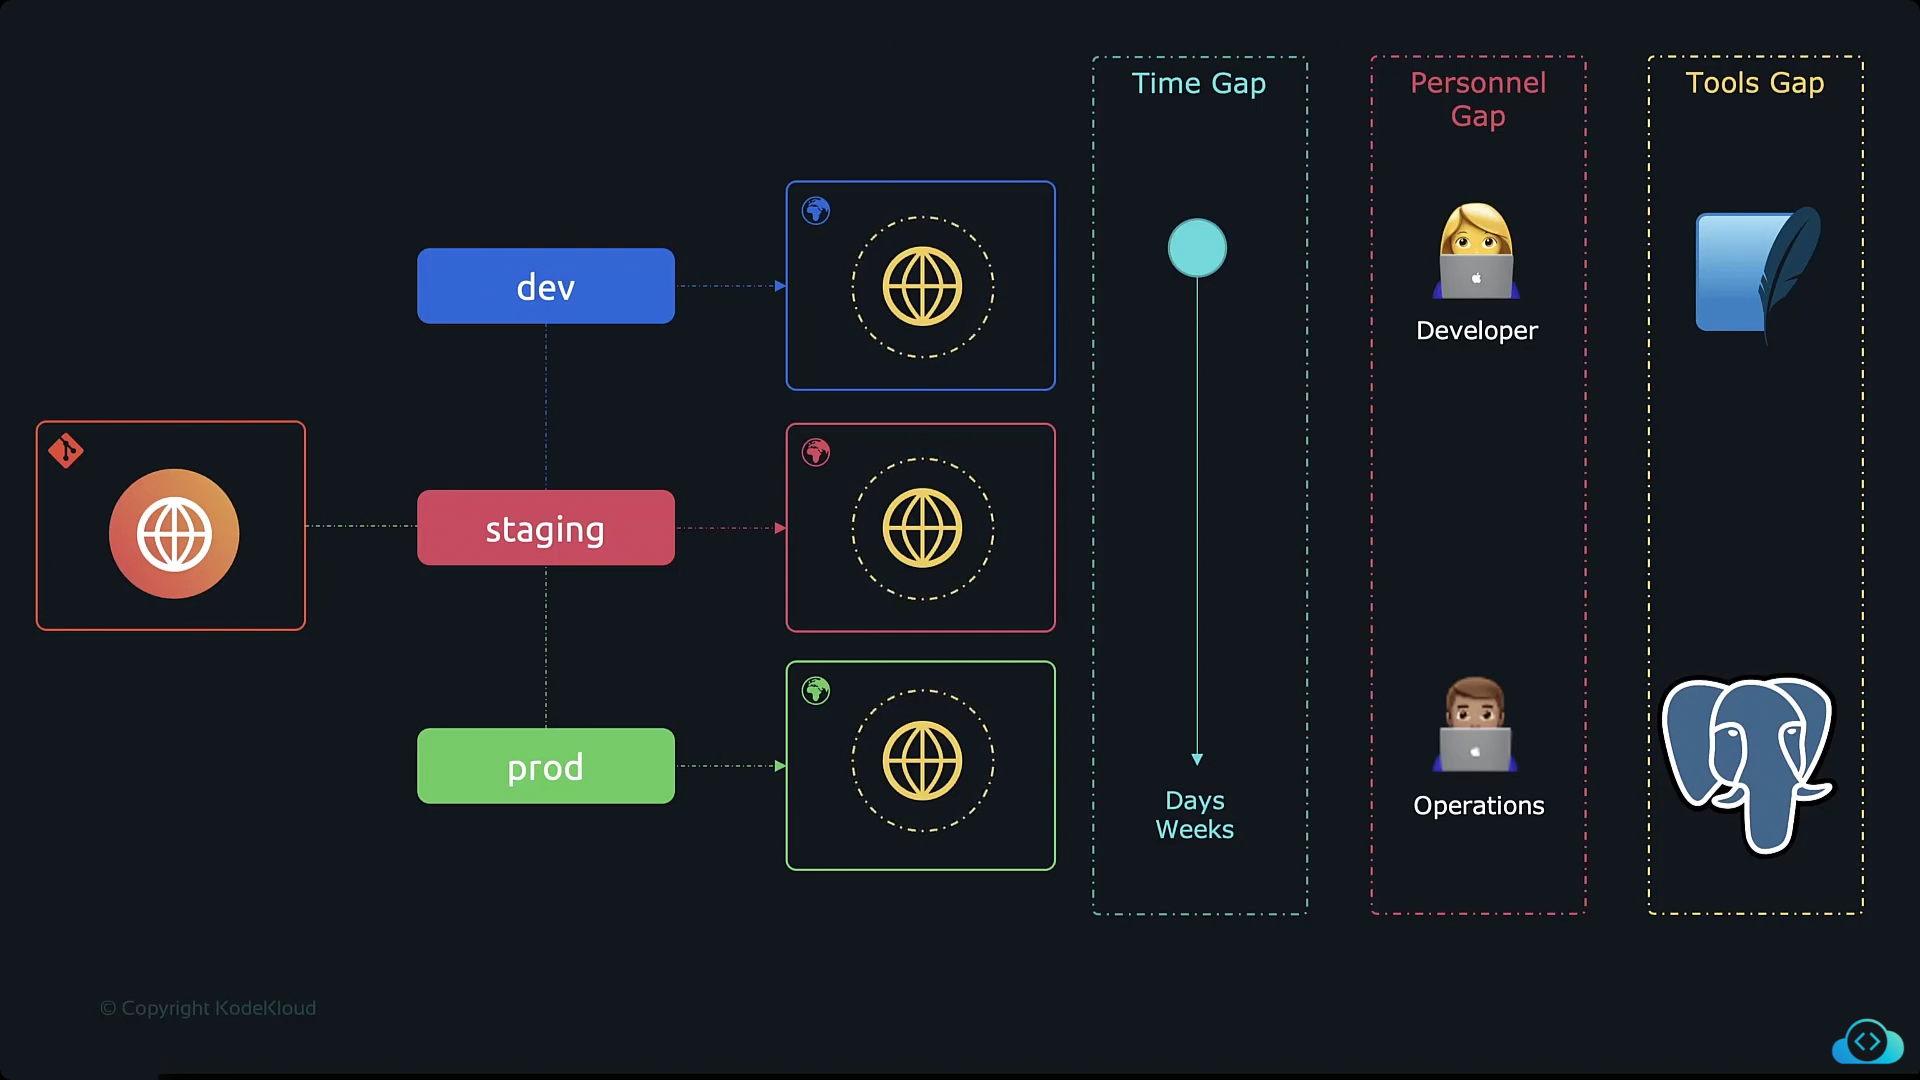 Time Gap
Personnel
Gap
Tools Gap
dev
Developer
staging
prod
Days
Weeks
Operations
© Copyright KodeKloud